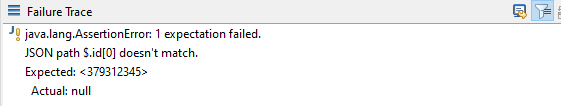 Failure Trace
java.lang.AssertionError: 1 expectation failed.
JSON path $.id[0] doesn't match.
Expected: <379312345>
Actual: null